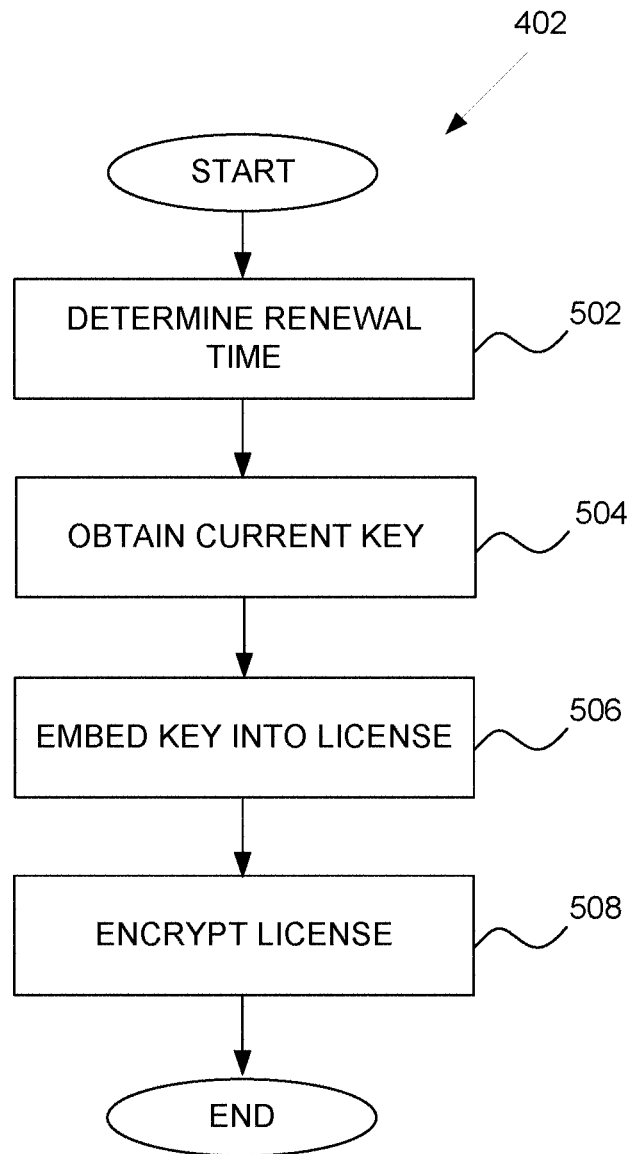 402
START
DETERMINE RENEWAL
TIME
502
OBTAIN CURRENT KEY
504
EMBED KEY INTO LICENSE
506
ENCRYPT LICENSE
508
END